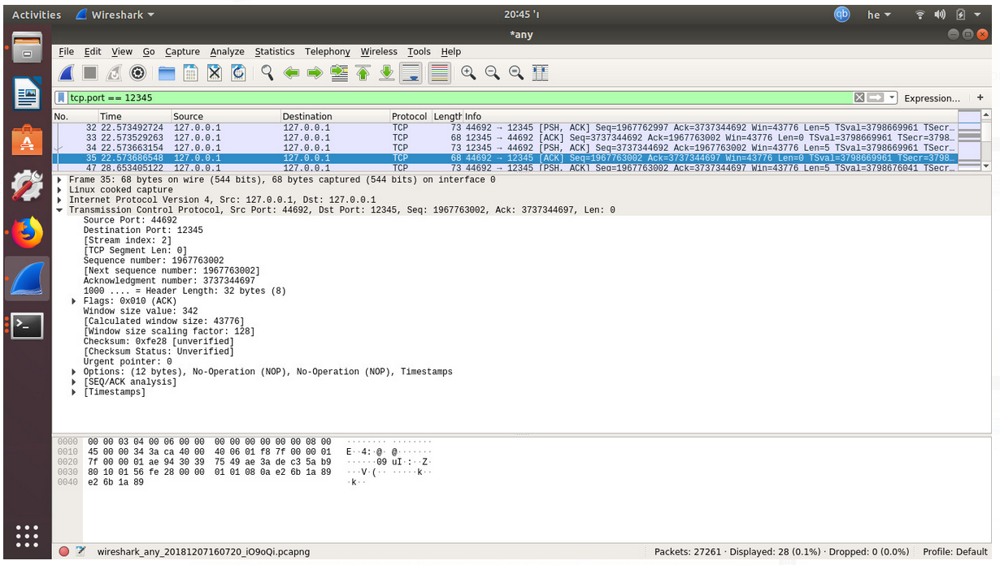 Activities Wireshark 20:45 'ו he
*any
File Edit View Go Capture Analyze Statistics Telephony Wireless Tools Help
tcp.port == 12345 Expression... +
No. Time Source Destination Protocol Length Info
32 22.573492724 127.0.0.1 127.0.0.1 TCP 73 44692 → 12345 [PSH, ACK] Seq=1967762997 Ack=3737344692 Win=43776 Len=5 TSval=3798669961 TSecr...
33 22.573529263 127.0.0.1 127.0.0.1 TCP 68 12345 → 44692 [ACK] Seq=3737344692 Ack=1967763002 Win=43776 Len=0 TSval=3798669961 TSecr=3798...
34 22.573663154 127.0.0.1 127.0.0.1 TCP 73 12345 → 44692 [PSH, ACK] Seq=3737344692 Ack=1967763002 Win=43776 Len=5 TSval=3798669961 TSecr...
35 22.573686548 127.0.0.1 127.0.0.1 TCP 68 44692 → 12345 [ACK] Seq=1967763002 Ack=3737344697 Win=43776 Len=0 TSval=3798669961 TSecr=3798...
47 28.653405122 127.0.0.1 127.0.0.1 TCP 73 44692 → 12345 [PSH, ACK] Seq=1967763002 Ack=3737344697 Win=43776 Len=5 TSval=3798676041 TSecr...
Frame 35: 68 bytes on wire (544 bits), 68 bytes captured (544 bits) on interface 0
Linux cooked capture
Internet Protocol Version 4, Src: 127.0.0.1, Dst: 127.0.0.1
Transmission Control Protocol, Src Port: 44692, Dst Port: 12345, Seq: 1967763002, Ack: 3737344697, Len: 0
Source Port: 44692
Destination Port: 12345
[Stream index: 2]
[TCP Segment Len: 0]
Sequence number: 1967763002
[Next sequence number: 1967763002]
Acknowledgment number: 3737344697
1000 .... = Header Length: 32 bytes (8)
Flags: 0x010 (ACK)
Window size value: 342
[Calculated window size: 43776]
[Window size scaling factor: 128]
Checksum: 0xfe28 [unverified]
[Checksum Status: Unverified]
Urgent pointer: 0
Options: (12 bytes), No-Operation (NOP), No-Operation (NOP), Timestamps
[SEQ/ACK analysis]
[Timestamps]
0000 00 00 03 04 00 06 00 00 00 00 00 00 00 00 08 00 ········ ········
0010 45 00 00 34 3a ca 40 00 40 06 01 f8 7f 00 00 01 E··4:·@· @·······
0020 7f 00 00 01 ae 94 30 39 75 49 ae 3a de c3 5a b9 ······09 uI·:··Z·
0030 80 10 01 56 fe 28 00 00 01 01 08 0a e2 6b 1a 89 ···V·(·· ·····k··
0040 e2 6b 1a 89 ·k··
wireshark_any_20181207160720_iO9oQi.pcapng Packets: 27261 · Displayed: 28 (0.1%) · Dropped: 0 (0.0%) Profile: Default